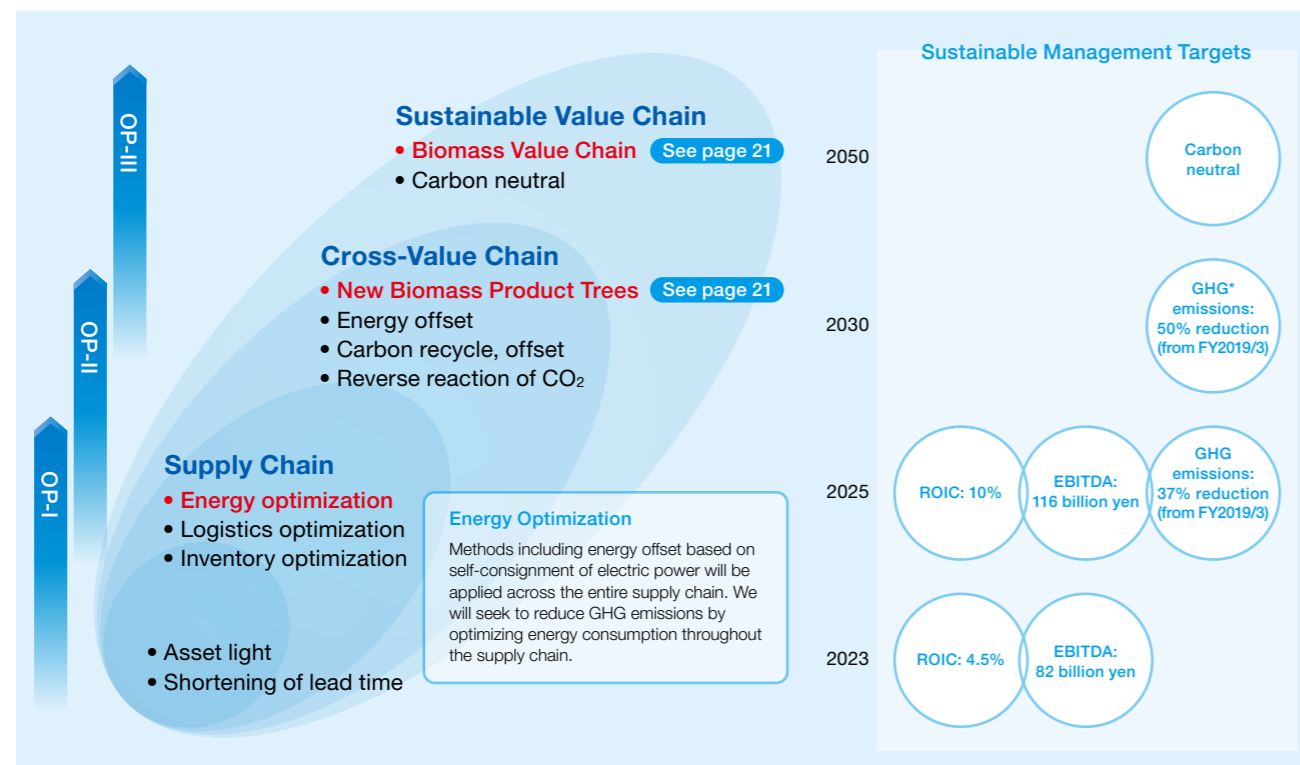 Sustainable Management Targets
OP-III
OP-II
OP-I
Sustainable Value Chain
• Biomass Value Chain See page 21
• Carbon neutral
Cross-Value Chain
• New Biomass Product Trees See page 21
• Energy offset
• Carbon recycle, offset
• Reverse reaction of CO₂
Supply Chain
• Energy optimization
• Logistics optimization
• Inventory optimization
• Asset light
• Shortening of lead time
Energy Optimization
Methods including energy offset based on
self-consignment of electric power will be
applied across the entire supply chain. We
will seek to reduce GHG emissions by
optimizing energy consumption throughout
the supply chain.
2050
Carbon
neutral
2030
GHG*
emissions:
50% reduction
(from FY2019/3)
2025
ROIC: 10%
EBITDA:
116 billion yen
GHG
emissions:
37% reduction
(from FY2019/3)
2023
ROIC: 4.5%
EBITDA:
82 billion yen